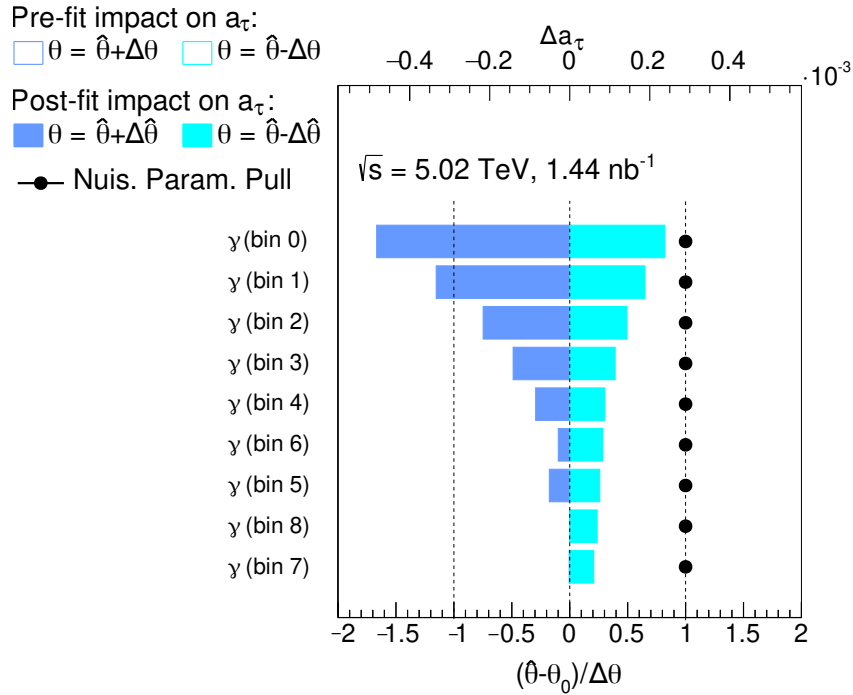 Pre-fit impact on aτ:
θ = θ̂+Δθ θ = θ̂-Δθ
Post-fit impact on aτ:
θ = θ̂+Δθ̂ θ = θ̂-Δθ̂
Nuis. Param. Pull
Δaτ
−0.4 −0.2 0 0.2 0.4
·10⁻³
√s = 5.02 TeV, 1.44 nb⁻¹
γ (bin 0)
γ (bin 1)
γ (bin 2)
γ (bin 3)
γ (bin 4)
γ (bin 6)
γ (bin 5)
γ (bin 8)
γ (bin 7)
−2 −1.5 −1 −0.5 0 0.5 1 1.5 2
(θ̂-θ₀)/Δθ